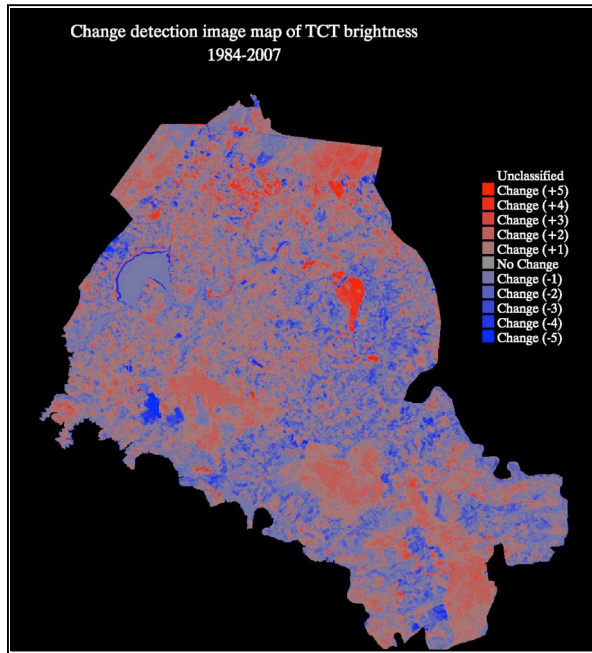 Change detection image map of TCT brightness
1984-2007
Unclassified
Change (+5)
Change (+4)
Change (+3)
Change (+2)
Change (+1)
No Change
Change (-1)
Change (-2)
Change (-3)
Change (-4)
Change (-5)